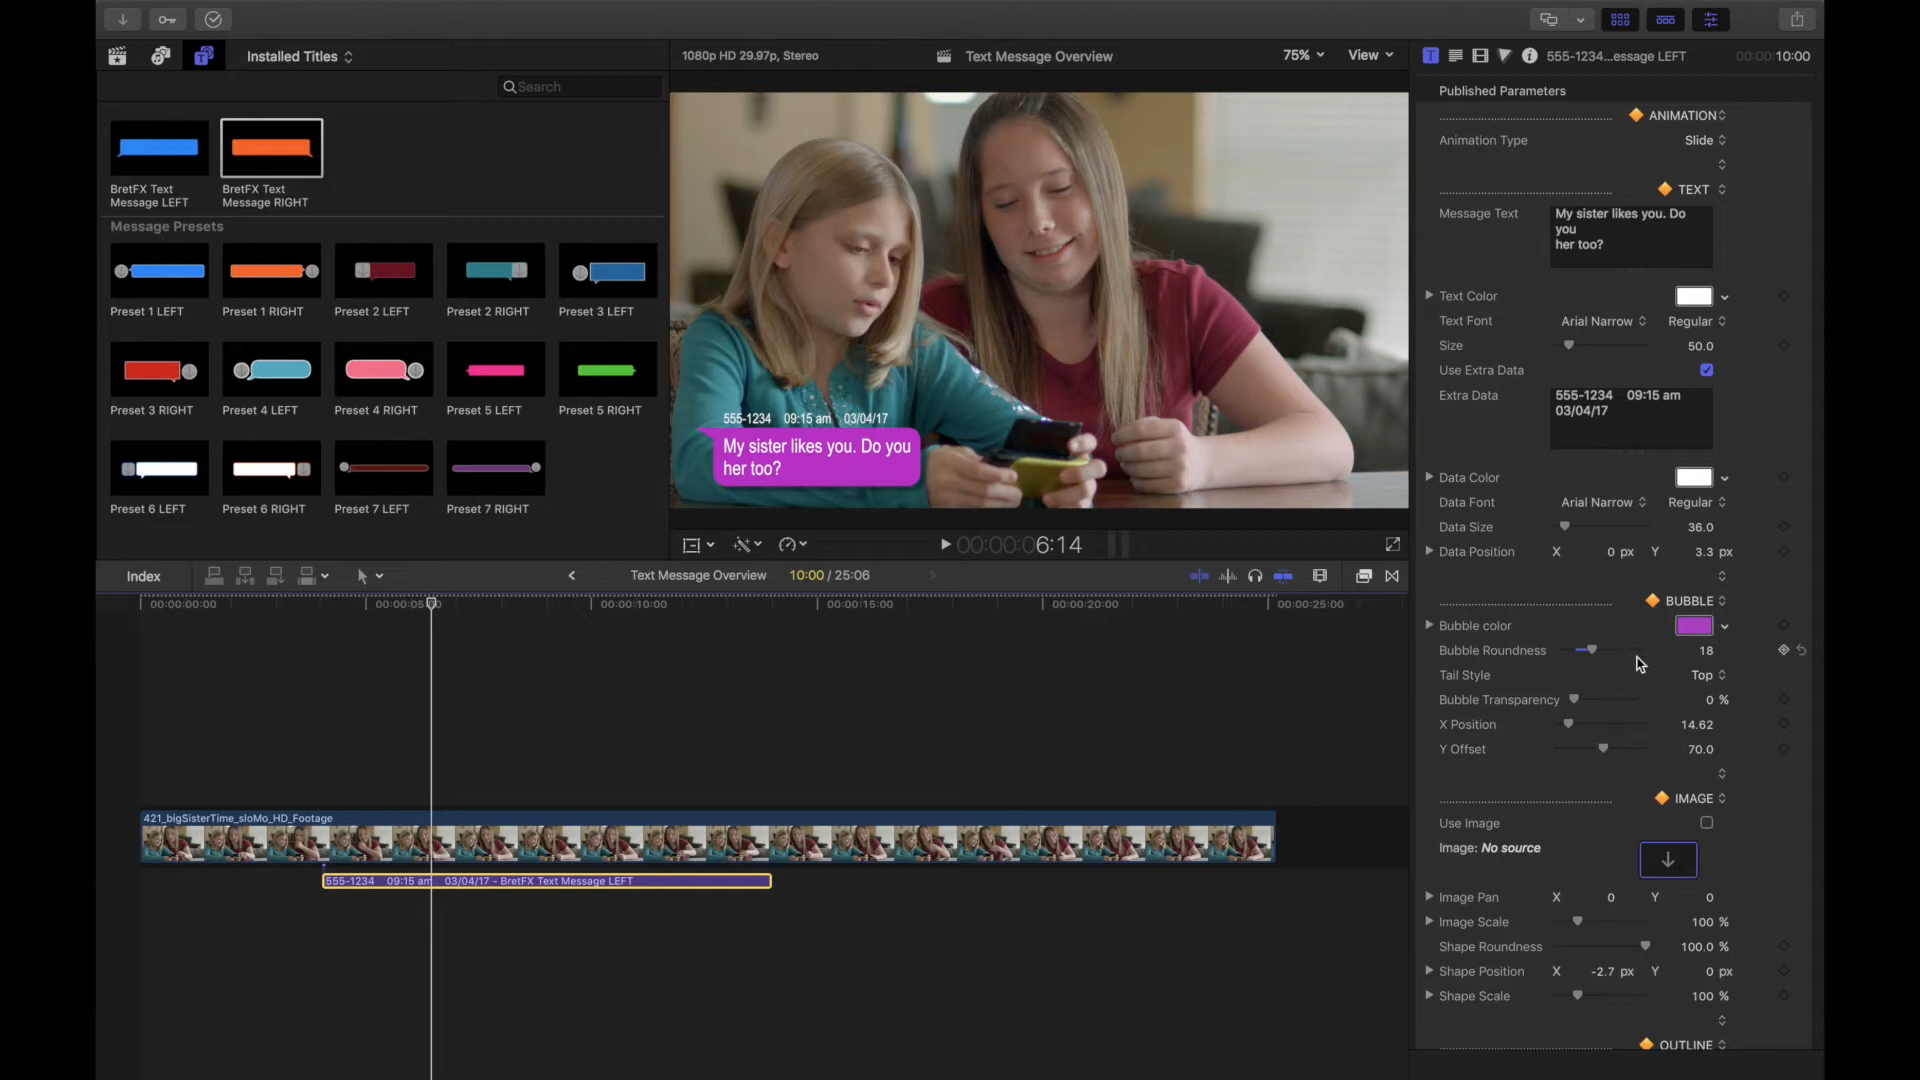 Installed Titles
Search
BretFX Text
Message LEFT
BretFX Text
Message RIGHT
Message Presets
Preset 1 LEFT
Preset 1 RIGHT
Preset 2 LEFT
Preset 2 RIGHT
Preset 3 LEFT
Preset 3 RIGHT
Preset 4 LEFT
Preset 4 RIGHT
Preset 5 LEFT
Preset 5 RIGHT
Preset 6 LEFT
Preset 6 RIGHT
Preset 7 LEFT
Preset 7 RIGHT
1080p HD 29.97p, Stereo
Text Message Overview
75%
View
555-1234 09:15 am 03/04/17
My sister likes you. Do you
her too?
00:00:06:14
555-1234...essage LEFT
00:00:10:00
Published Parameters
ANIMATION
Animation Type Slide
TEXT
Message Text
My sister likes you. Do
you
her too?
Text Color
Text Font Arial Narrow Regular
Size 50.0
Use Extra Data
Extra Data
555-1234 09:15 am
03/04/17
Data Color
Data Font Arial Narrow Regular
Data Size 36.0
Data Position X 0 px Y 3.3 px
BUBBLE
Bubble color
Bubble Roundness 18
Tail Style Top
Bubble Transparency 0 %
X Position 14.62
Y Offset 70.0
IMAGE
Use Image
Image: No source
Image Pan X 0 Y 0
Image Scale 100 %
Shape Roundness 100.0 %
Shape Position X -2.7 px Y 0 px
Shape Scale 100 %
OUTLINE
Index
Text Message Overview 10:00 / 25:06
00:00:00:00
00:00:05:00
00:00:10:00
00:00:15:00
00:00:20:00
00:00:25:00
421_bigSisterTime_sloMo_HD_Footage
555-1234 09:15 am 03/04/17 - BretFX Text Message LEFT